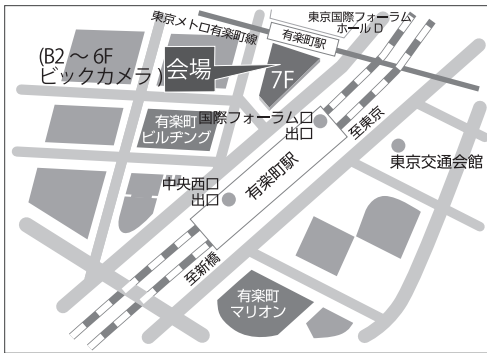 東京メトロ有楽町線
有楽町駅
東京国際フォーラム
ホールD
(B2～6F
ビックカメラ)
会場
7F
国際フォーラム口
出口
至東京
有楽町
ビルヂング
東京交通会館
中央西口
出口
有楽町駅
至新橋
有楽町
マリオン